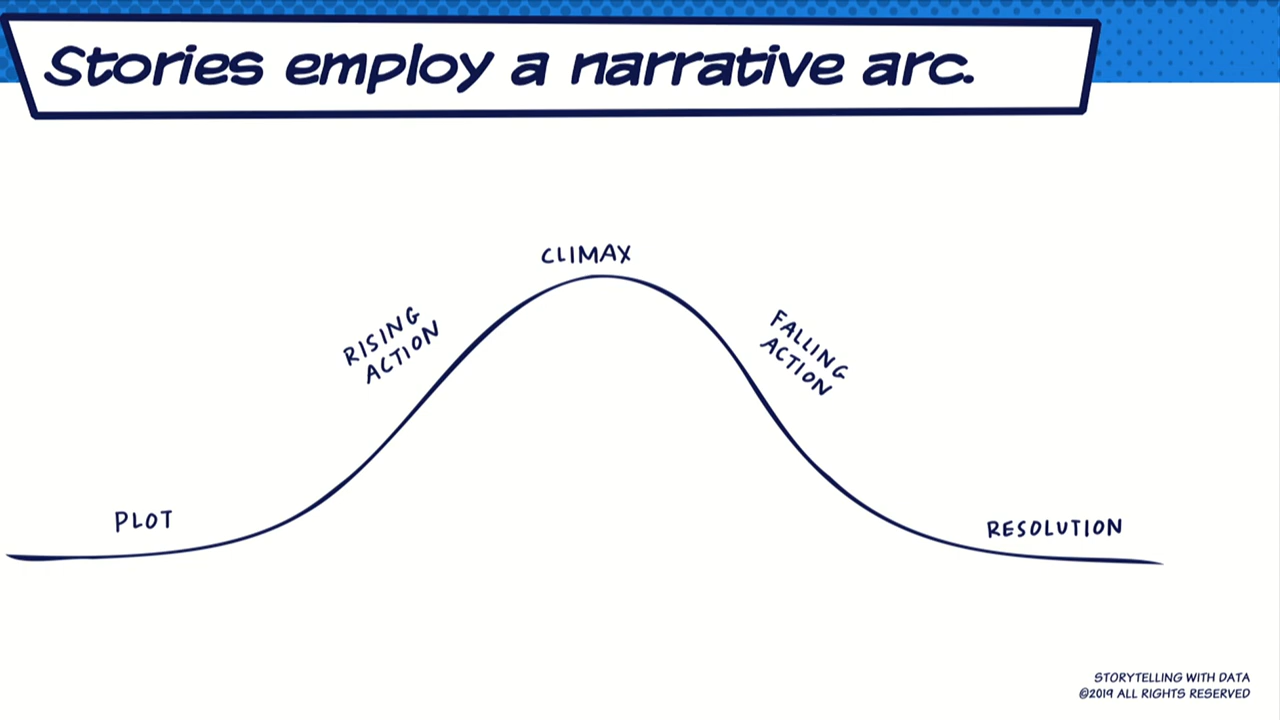 Stories employ a narrative arc.
CLIMAX
RISING
ACTION
FALLING
ACTION
PLOT
RESOLUTION
STORYTELLING WITH DATA
©2019 ALL RIGHTS RESERVED